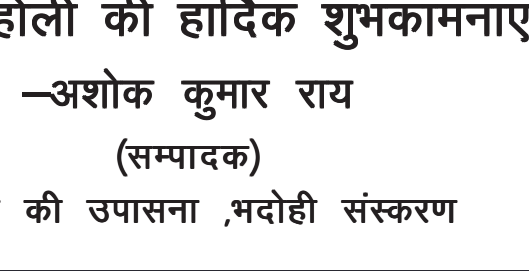 होली की हार्दिक शुभकामनाएं
—अशोक कुमार राय
(सम्पादक)
की उपासना ,भदोही संस्करण